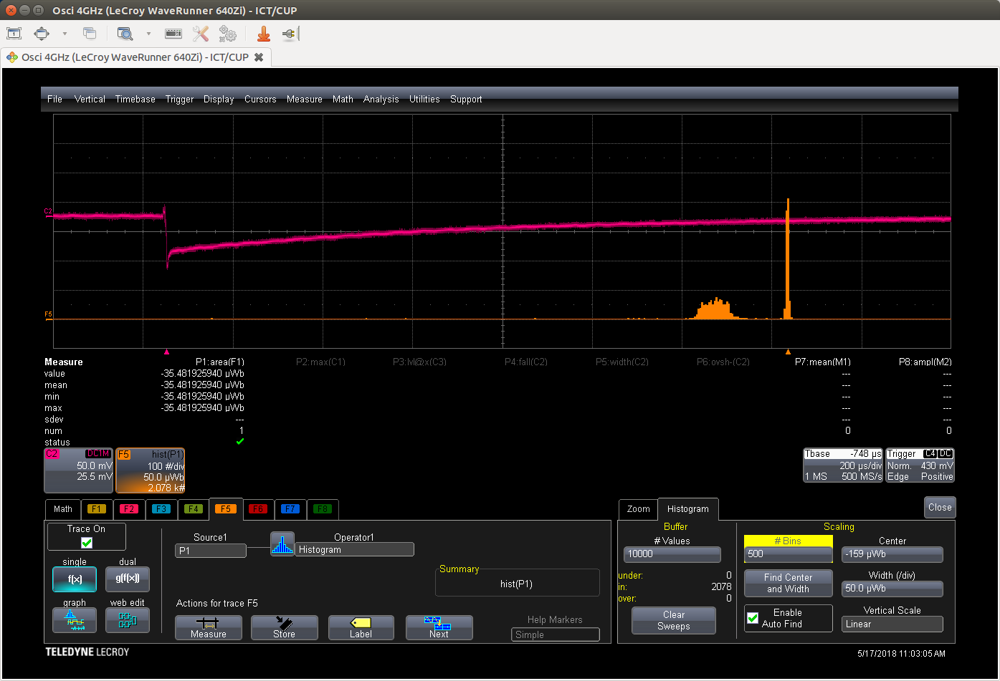 Osci 4GHz (LeCroy WaveRunner 640Zi) - ICT/CUP
Osci 4GHz (LeCroy WaveRunner 640Zi) - ICT/CUP
File Vertical Timebase Trigger Display Cursors Measure Math Analysis Utilities Support
C2
F5
Measure P1:area(F1) P2:max(C1) P3:lvl@x(C3) P4:fall(C2) P5:width(C2) P6:ovsh-(C2) P7:mean(M1) P8:ampl(M2)
value -35.481925940 µWb --- ---
mean -35.481925940 µWb --- ---
min -35.481925940 µWb --- ---
max -35.481925940 µWb --- ---
sdev --- --- ---
num 1 0 0
status
C2 DC1M
50.0 mV
25.5 mV
F5 hist(P1)
100 #/div
50.0 µWb
2.078 k#
Tbase -748 µs
200 µs/div
1 MS 500 MS/s
Trigger C4 DC
Norm. 430 mV
Edge Positive
Math F1 F2 F3 F4 F5 F6 F7 F8
Trace On
single dual
f(x) g(f(x))
graph web edit
Source1
P1
Operator1
Histogram
Summary
hist(P1)
Actions for trace F5
Measure Store Label Next
Help Markers
Simple
Zoom Histogram Close
Buffer
# Values
10000
under: 0
in: 2078
over: 0
Clear
Sweeps
Scaling
# Bins
500
Center
-159 µWb
Find Center
and Width
Width (/div)
50.0 µWb
Enable
Auto Find
Vertical Scale
Linear
TELEDYNE LECROY
5/17/2018 11:03:05 AM